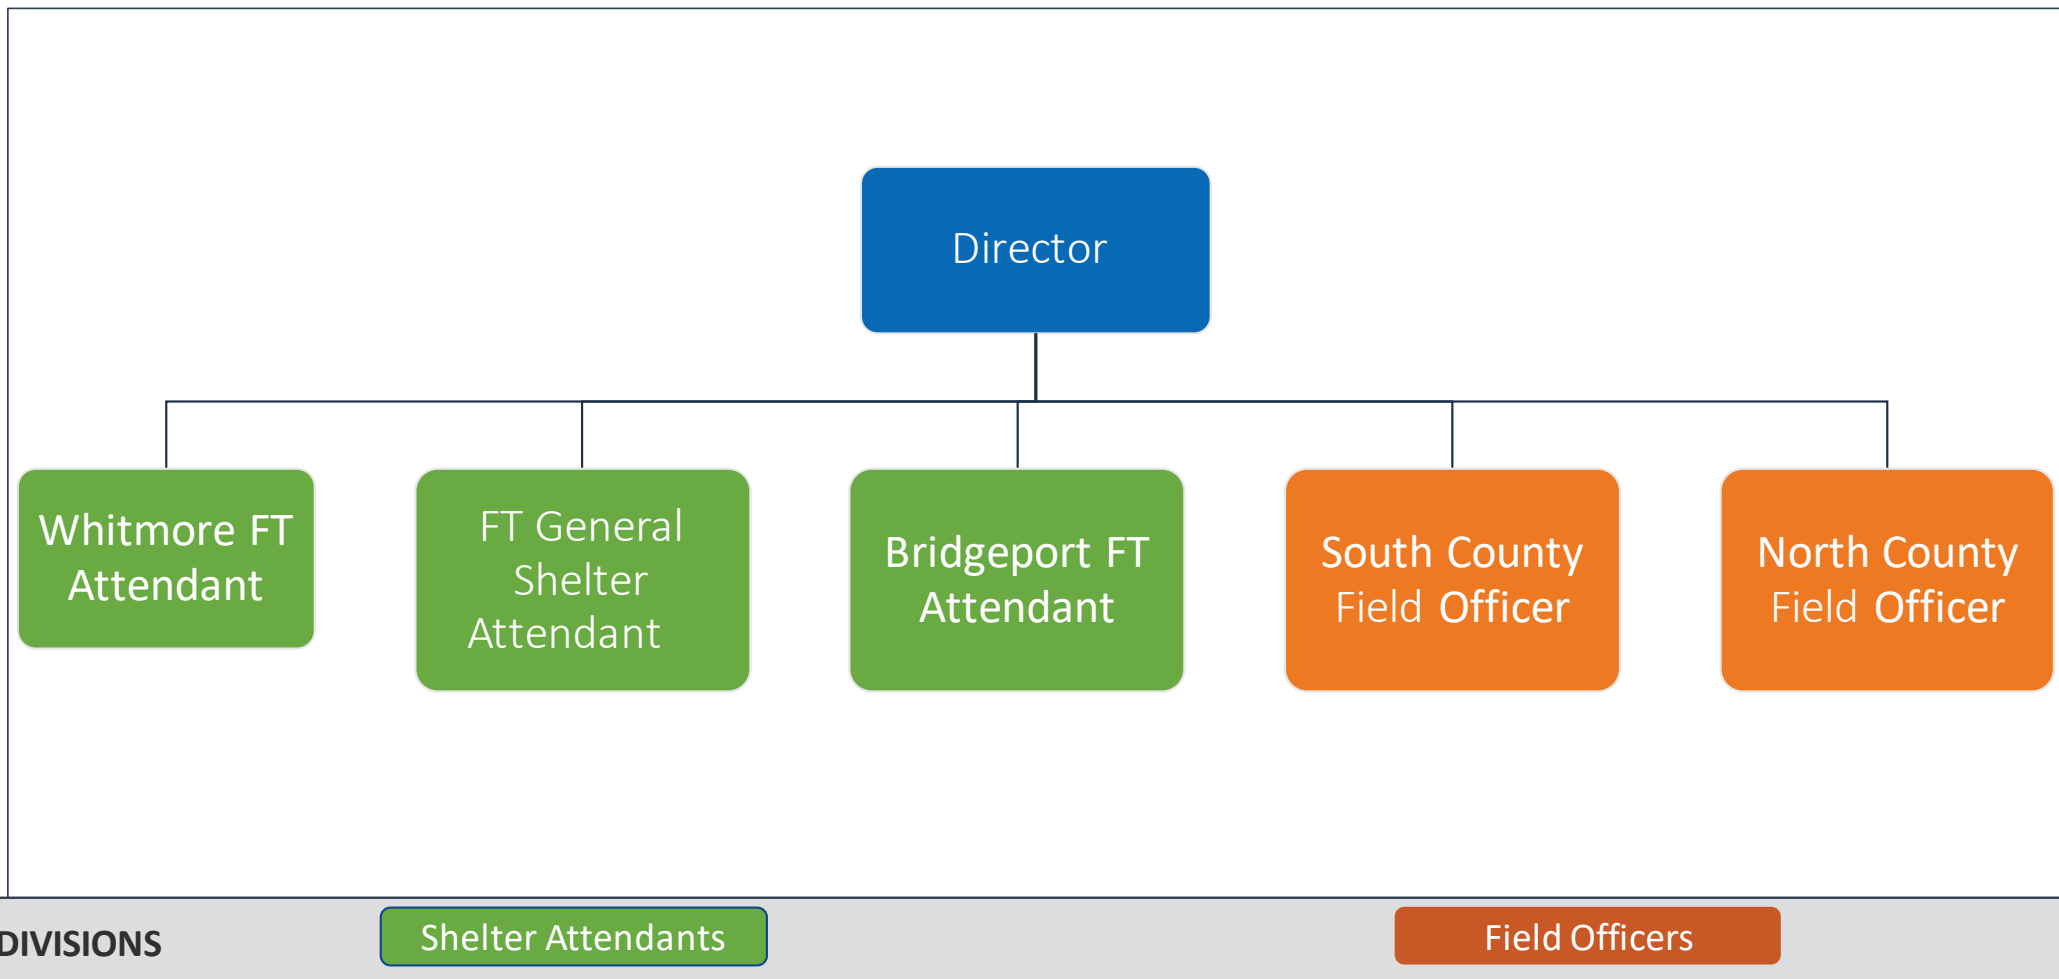 Director
Whitmore FT
Attendant
FT General
Shelter
Attendant
Bridgeport FT
Attendant
South County
Field Officer
North County
Field Officer
DIVISIONS
Shelter Attendants
Field Officers